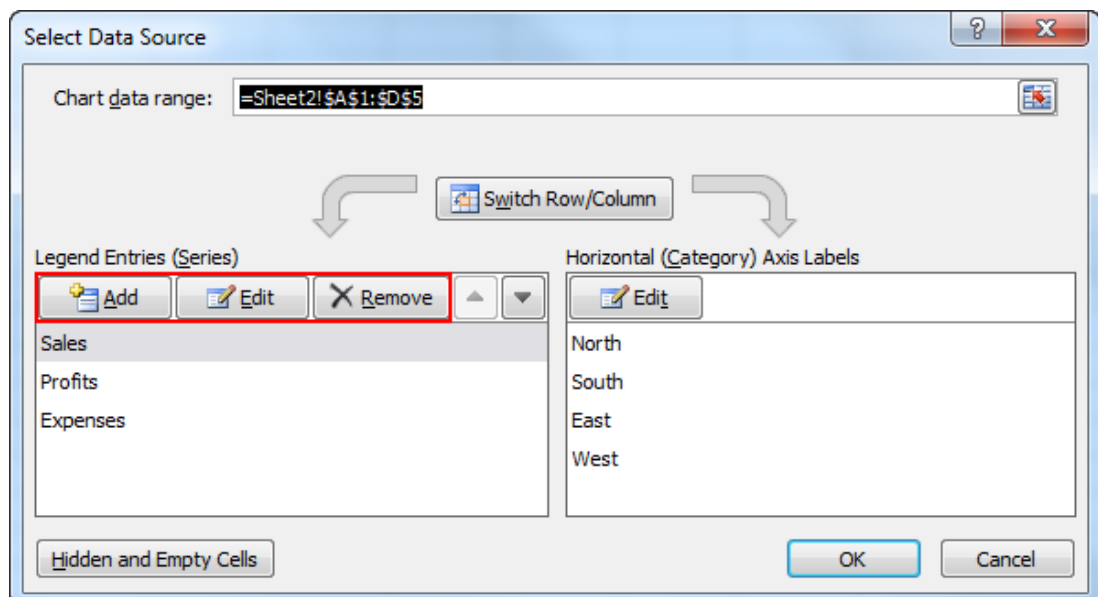 Select Data Source
Chart data range: =Sheet2!$A$1:$D$5
Switch Row/Column
Legend Entries (Series)
Horizontal (Category) Axis Labels
Add Edit Remove
Edit
Sales
North
Profits
South
Expenses
East
West
Hidden and Empty Cells
OK Cancel